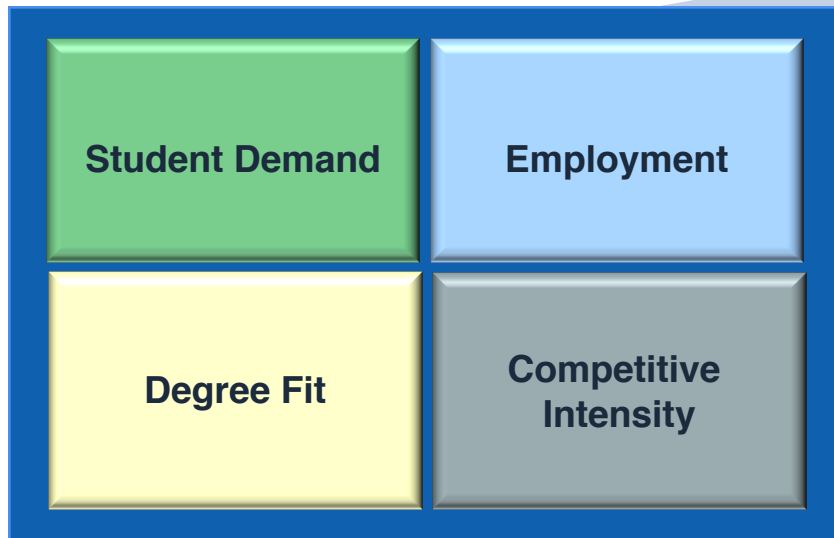 Student Demand
Employment
Degree Fit
Competitive
Intensity